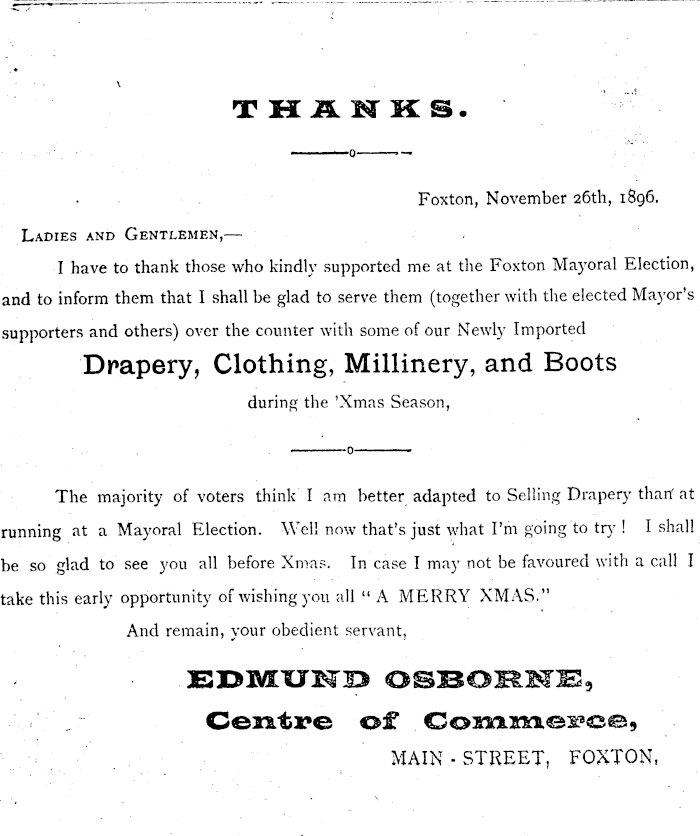 THANKS.
Foxton, November 26th, 1896.
LADIES AND GENTLEMEN,—
I have to thank those who kindly supported me at the Foxton Mayoral Election,
and to inform them that I shall be glad to serve them (together with the elected Mayor's
supporters and others) over the counter with some of our Newly Imported
Drapery, Clothing, Millinery, and Boots
during the 'Xmas Season,
The majority of voters think I am better adapted to Selling Drapery than at
running at a Mayoral Election. Well now that's just what I'm going to try ! I shall
be so glad to see you all before Xmas. In case I may not be favoured with a call I
take this early opportunity of wishing you all “ A MERRY XMAS.”
And remain, your obedient servant,
EDMUND OSBORNE,
Centre of Commerce,
MAIN - STREET, FOXTON,